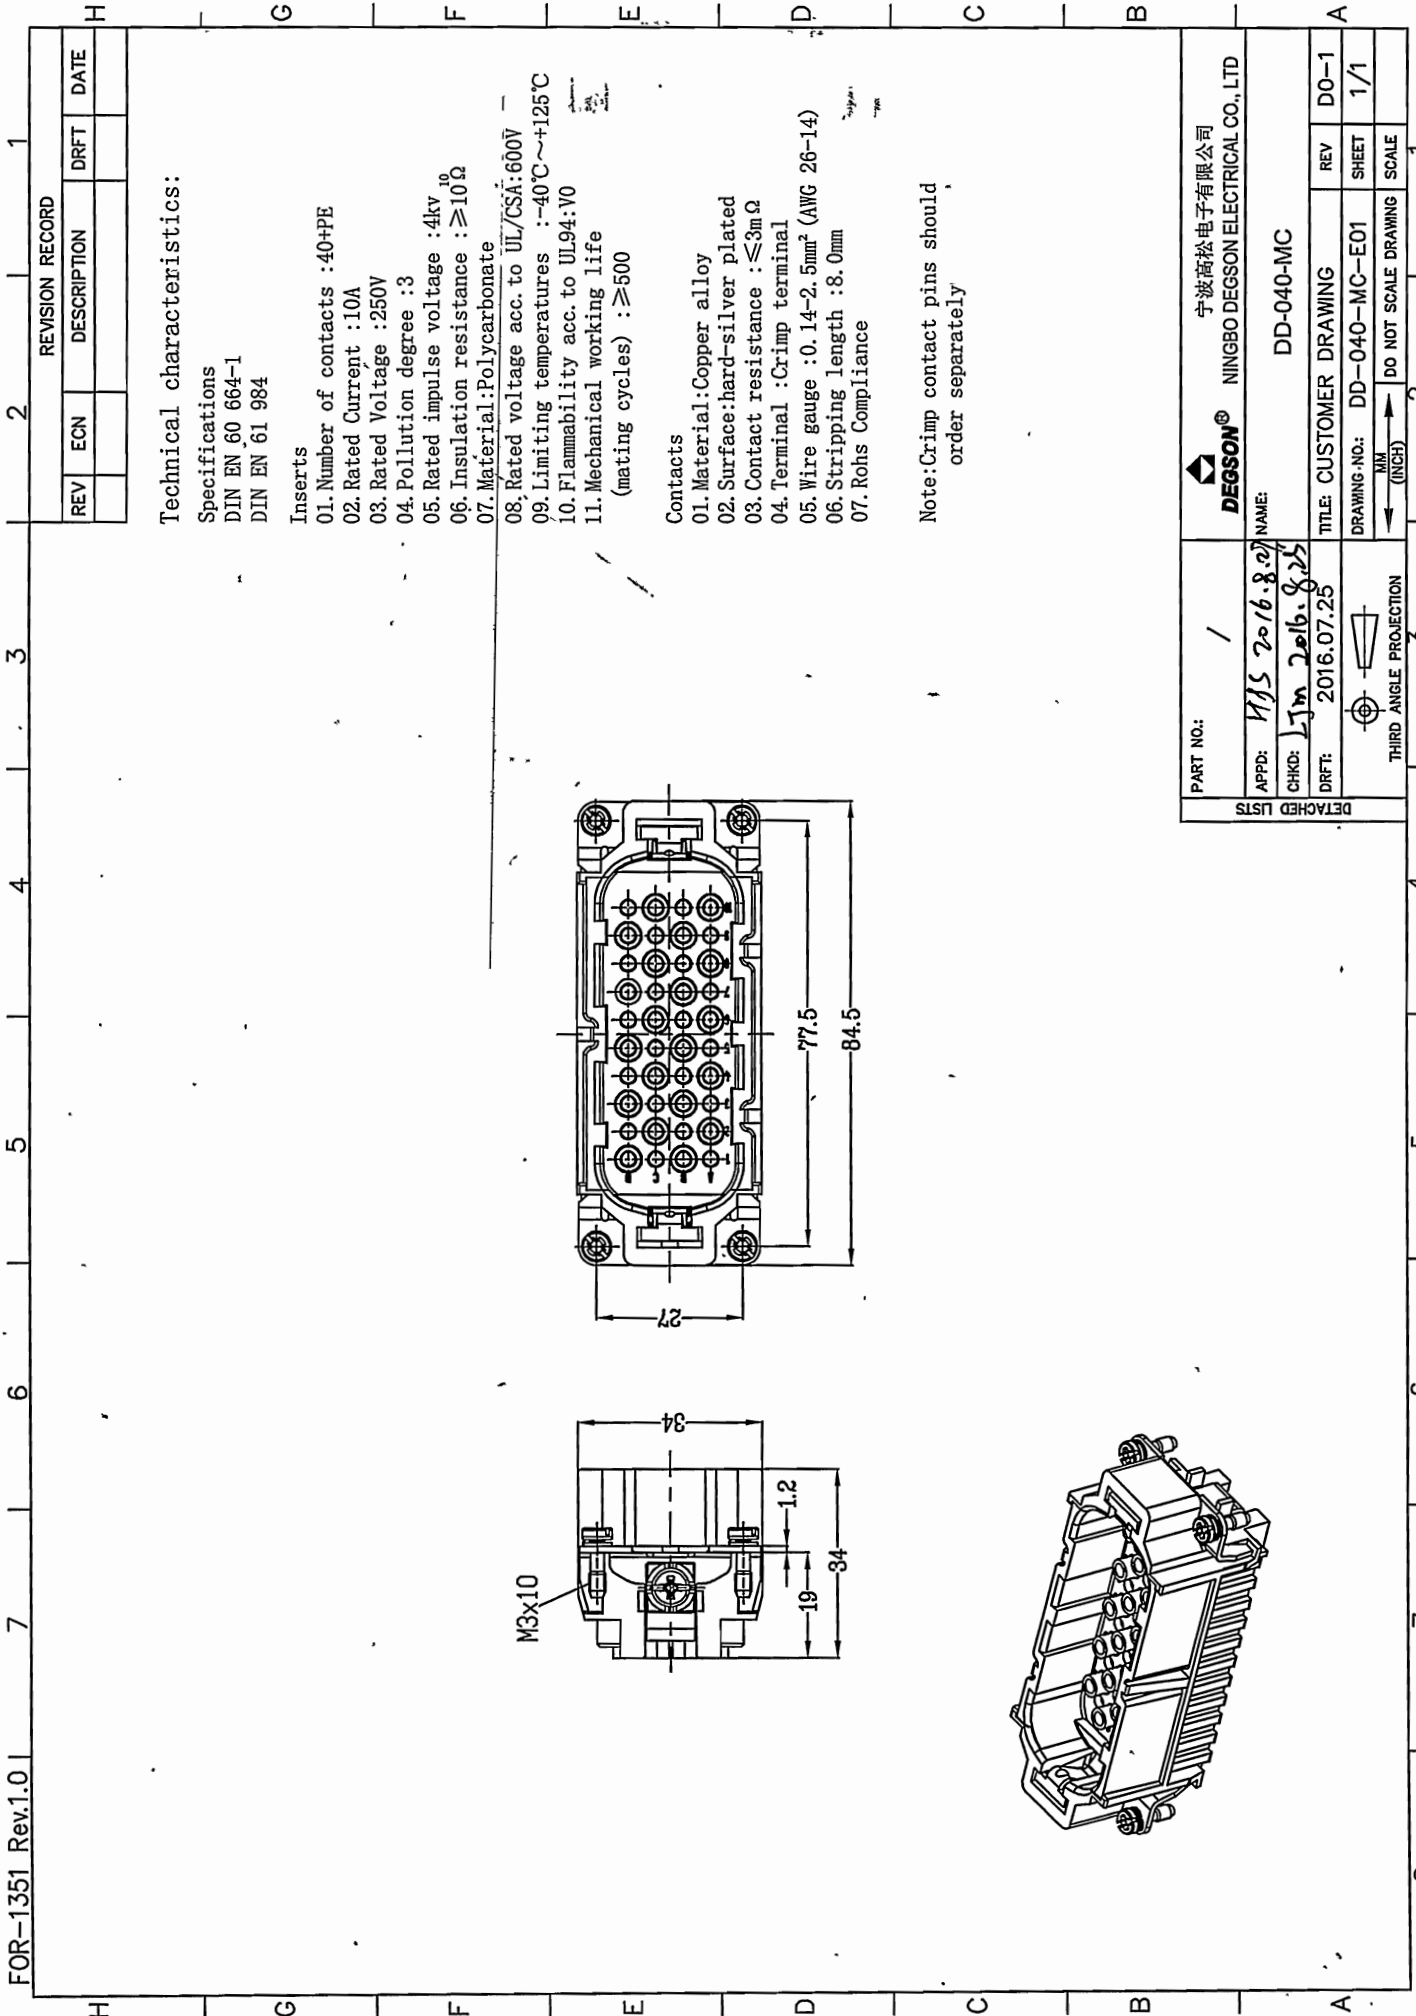 FOR-1351 Rev.1.0
7
6
5
4
3
2
1
H
G
F
E
D
C
B
A
REVISION RECORD
REV ECN DESCRIPTION DRFT DATE
Technical characteristics:
Specifications
DIN EN 60 664-1
DIN EN 61 984
Inserts
01.Number of contacts :40+PE
02.Rated Current :10A
03.Rated Voltage :250V
04.Pollution degree :3
05.Rated impulse voltage :4kv
06.Insulation resistance :≥10¹⁰Ω
07.Material:Polycarbonate
08.Rated voltage acc.to UL/CSA:600V
09.Limiting temperatures :-40℃～+125℃
10.Flammability acc.to UL94:V0
11.Mechanical working life
(mating cycles) :≥500
Contacts
01.Material:Copper alloy
02.Surface:hard-silver plated
03.Contact resistance :≤3mΩ
04.Terminal :Crimp terminal
05.Wire gauge :0.14-2.5mm²(AWG 26-14)
06.Stripping length :8.0mm
07.Rohs Compliance
Note:Crimp contact pins should
order separately
M3x10
34
1.2
19
34
27
77.5
84.5
DETACHED LISTS
PART NO.: /
DEGSON® 宁波高松电子有限公司
NINGBO DEGSON ELECTRICAL CO., LTD
APPD: 2016.8.
NAME: DD-040-MC
CHKD: LJm 2016.8.25
DRFT: 2016.07.25
TITLE: CUSTOMER DRAWING REV D0-1
DRAWING NO.: DD-040-MC-E01 SHEET 1/1
THIRD ANGLE PROJECTION
MM
(INCH)
DO NOT SCALE DRAWING SCALE
H
G
F
E
D
C
B
A